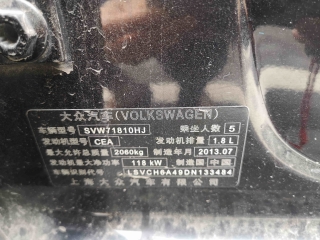 大众汽车(VOLKSWAGEN)
车辆型号 SVW71810HJ 乘坐人数 5
发动机型号 CEA 发动机排量 1.8L
最大允许总质量 2060kg 制造年月 2013.07
发动机最大净功率 118 kW 制造国 中国
车辆识别代号 LSVCH6A49DN133484
上海大众汽车有限公司